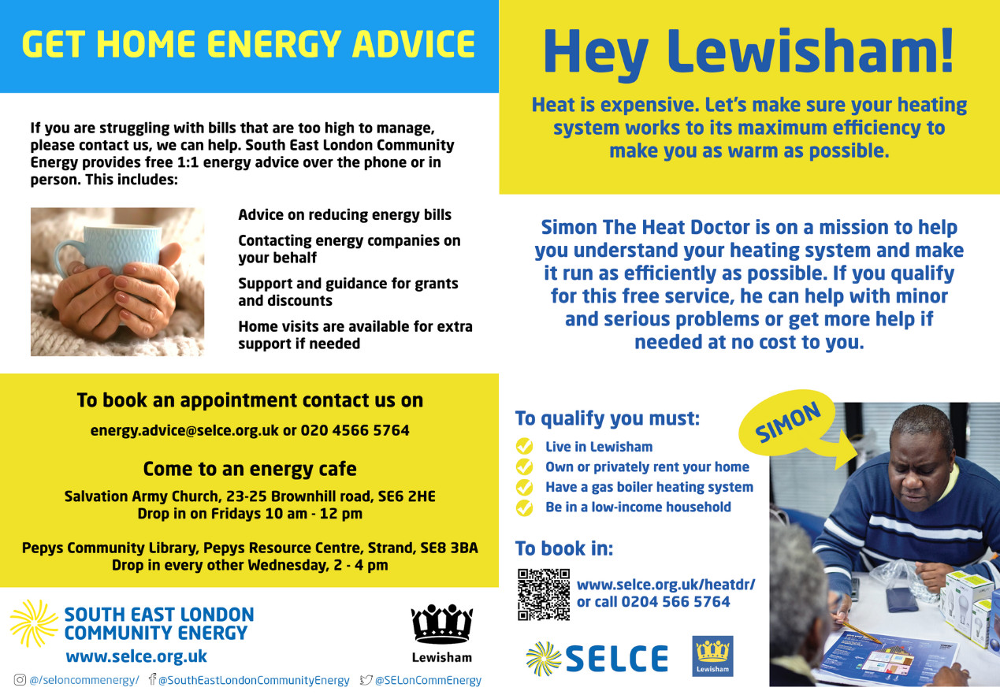 GET HOME ENERGY ADVICE
If you are struggling with bills that are too high to manage,
please contact us, we can help. South East London Community
Energy provides free 1:1 energy advice over the phone or in
person. This includes:
Advice on reducing energy bills
Contacting energy companies on
your behalf
Support and guidance for grants
and discounts
Home visits are available for extra
support if needed
To book an appointment contact us on
energy.advice@selce.org.uk or 020 4566 5764
Come to an energy cafe
Salvation Army Church, 23-25 Brownhill road, SE6 2HE
Drop in on Fridays 10 am - 12 pm
Pepys Community Library, Pepys Resource Centre, Strand, SE8 3BA
Drop in every other Wednesday, 2 - 4 pm
SOUTH EAST LONDON
COMMUNITY ENERGY
www.selce.org.uk
Lewisham
@/seloncommenergy/ @SouthEastLondonCommunityEnergy @SELonCommEnergy
Hey Lewisham!
Heat is expensive. Let's make sure your heating
system works to its maximum efficiency to
make you as warm as possible.
Simon The Heat Doctor is on a mission to help
you understand your heating system and make
it run as efficiently as possible. If you qualify
for this free service, he can help with minor
and serious problems or get more help if
needed at no cost to you.
SIMON
To qualify you must:
Live in Lewisham
Own or privately rent your home
Have a gas boiler heating system
Be in a low-income household
To book in:
www.selce.org.uk/heatdr/
or call 0204 566 5764
SELCE
Lewisham